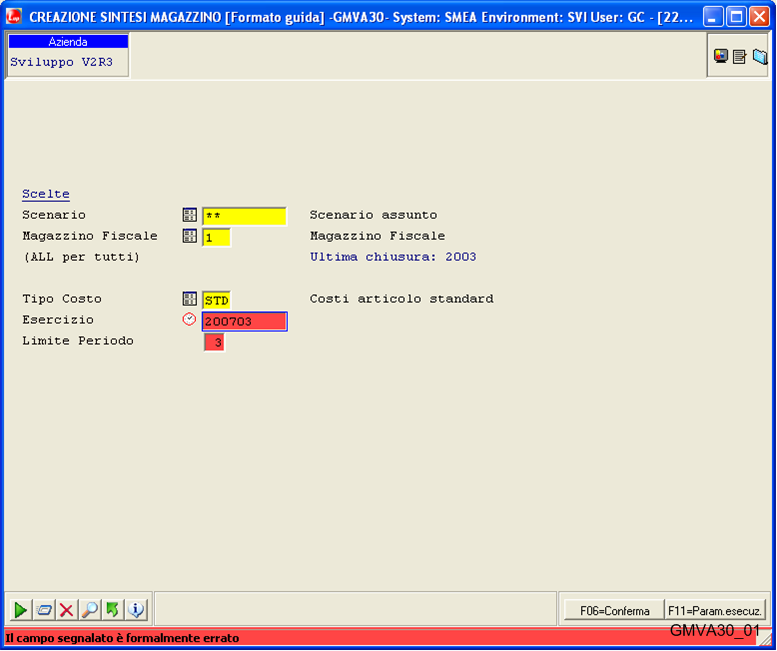 CREAZIONE SINTESI MAGAZZINO [Formato guida] -GMVA30- System: SMEA Environment: SVI User: GC - [22...
Azienda
Sviluppo V2R3
Scelte
Scenario ** Scenario assunto
Magazzino Fiscale 1 Magazzino Fiscale
(ALL per tutti) Ultima chiusura: 2003
Tipo Costo STD Costi articolo standard
Esercizio 200703
Limite Periodo 3
F06=Conferma F11=Param.esecuz.
GMVA30_01
Il campo segnalato è formalmente errato